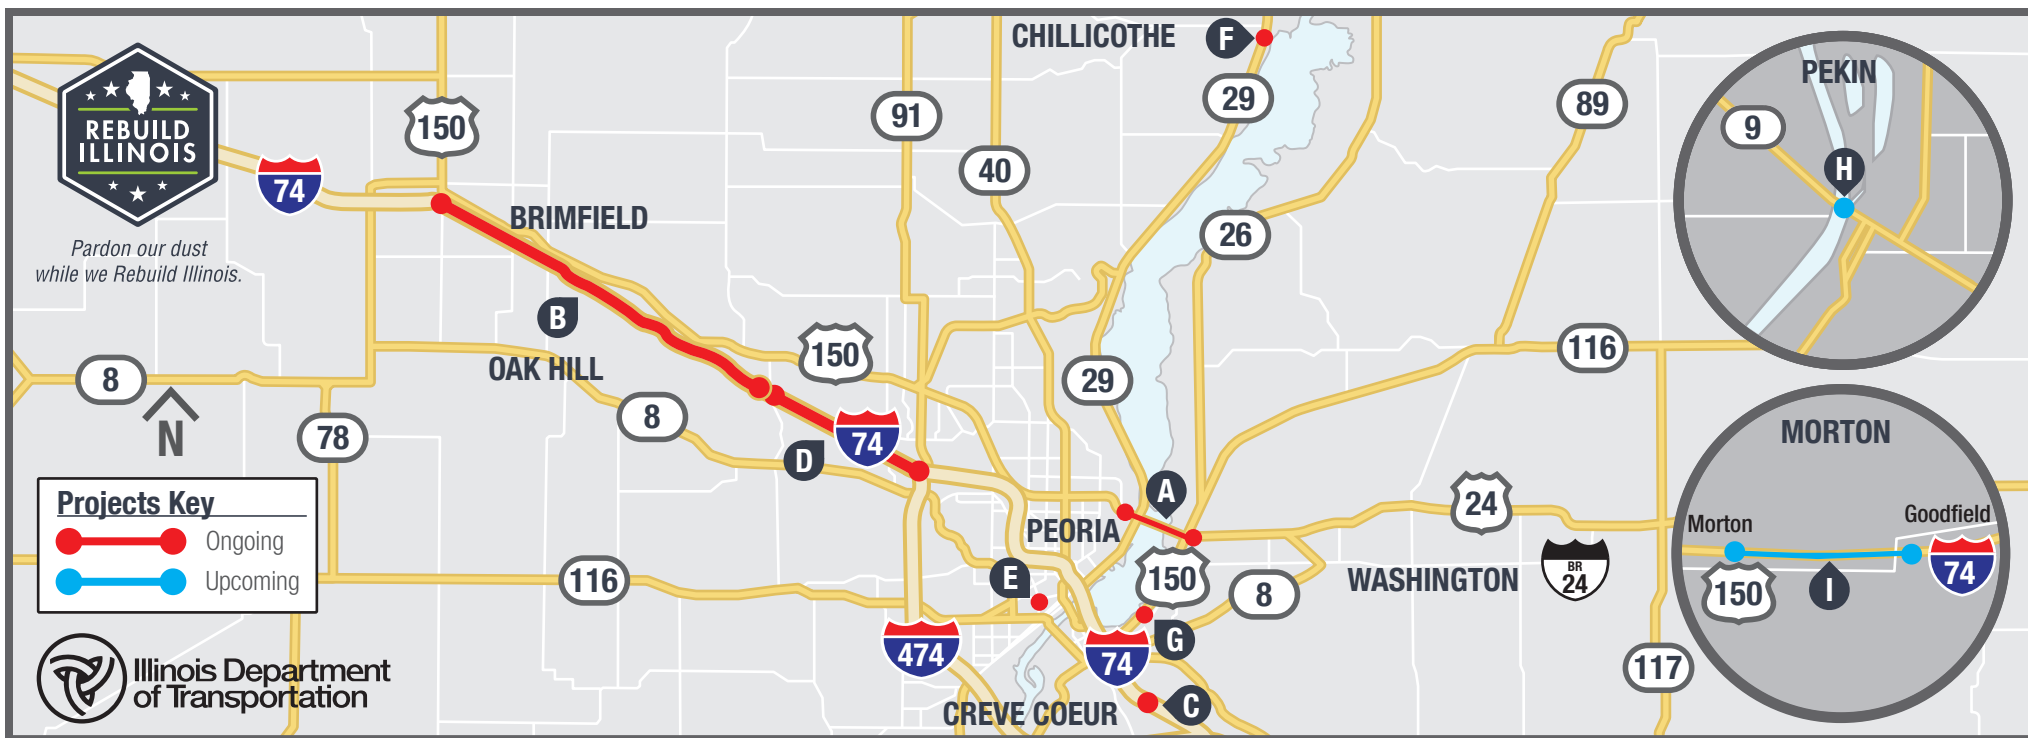 REBUILD
ILLINOIS
Pardon our dust
while we Rebuild Illinois.
74
150
BRIMFIELD
B
OAK HILL
8
N
78
8
D
150
74
91
40
CHILLICOTHE
F
29
26
29
89
116
Projects Key
Ongoing
Upcoming
116
Illinois Department
of Transportation
A
PEORIA
E
150
8
G
474
74
CREVE COEUR
C
24
WASHINGTON
BR
24
117
PEKIN
9
H
MORTON
Morton
Goodfield
150
I
74